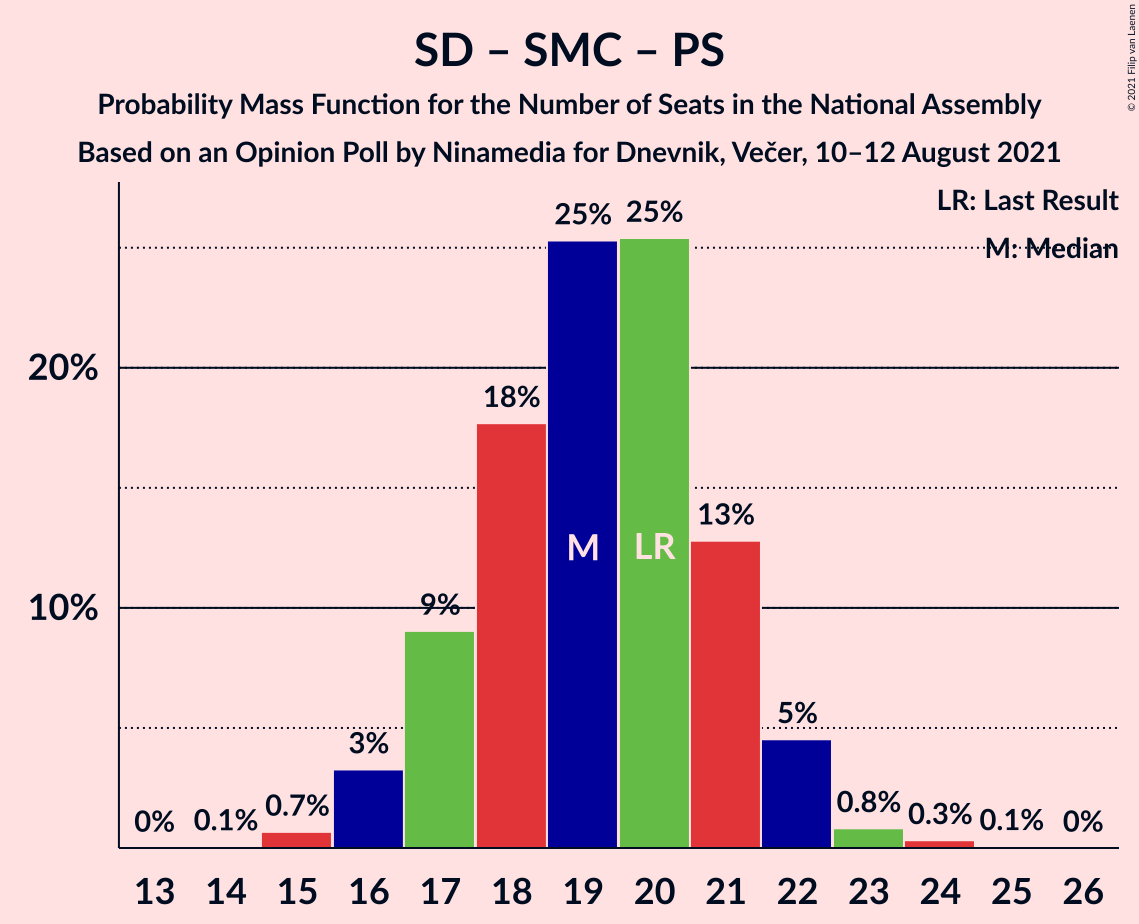 SD – SMC – PS
Probability Mass Function for the Number of Seats in the National Assembly
Based on an Opinion Poll by Ninamedia for Dnevnik, Večer, 10–12 August 2021
© 2021 Filip van Laenen
LR: Last Result
M: Median
20%
10%
0%
0.1%
0.7%
3%
9%
18%
25%
25%
13%
5%
0.8%
0.3%
0.1%
0%
M
LR
13 14 15 16 17 18 19 20 21 22 23 24 25 26